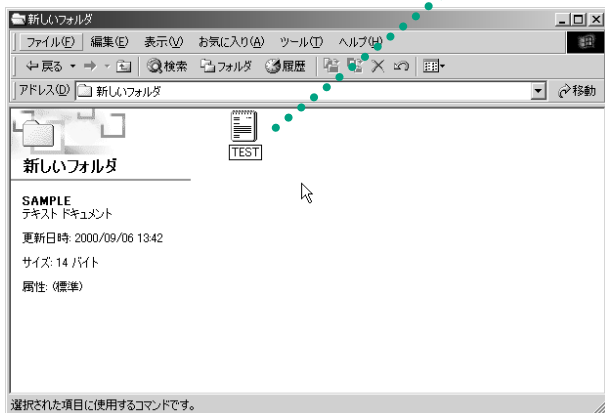 新しいフォルダ
ファイル(F) 編集(E) 表示(V) お気に入り(A) ツール(T) ヘルプ(H)
戻る 検索 フォルダ 履歴
アドレス(D) 新しいフォルダ 移動
TEST
新しいフォルダ
SAMPLE
テキスト ドキュメント
更新日時: 2000/09/06 13:42
サイズ: 14 バイト
属性: (標準)
選択された項目に使用するコマンドです。